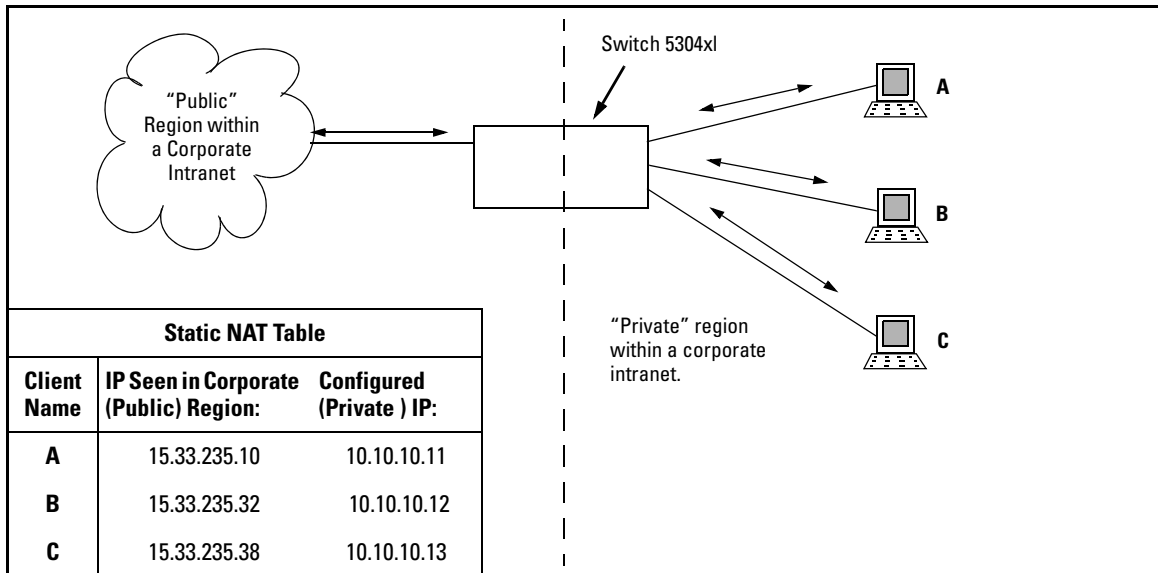 Switch 5304xl
“Public”
Region within
a Corporate
Intranet
A
B
C
“Private” region
within a corporate
intranet.
Static NAT Table
Client Name IP Seen in Corporate (Public) Region: Configured (Private ) IP:
A 15.33.235.10 10.10.10.11
B 15.33.235.32 10.10.10.12
C 15.33.235.38 10.10.10.13